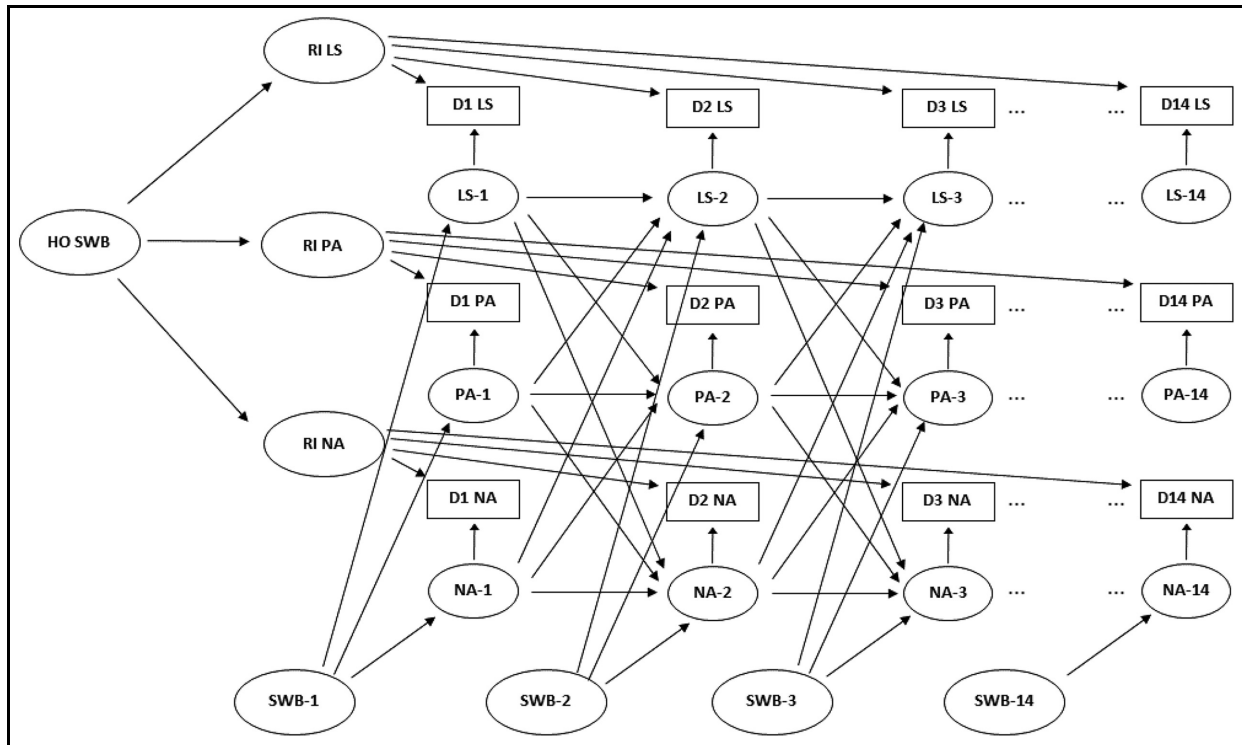 RI LS
D1 LS
D2 LS
D3 LS
...
...
D14 LS
LS-1
LS-2
LS-3
...
...
LS-14
HO SWB
RI PA
D1 PA
D2 PA
D3 PA
...
...
D14 PA
PA-1
PA-2
PA-3
...
...
PA-14
RI NA
D1 NA
D2 NA
D3 NA
...
...
D14 NA
NA-1
NA-2
NA-3
...
...
NA-14
SWB-1
SWB-2
SWB-3
SWB-14